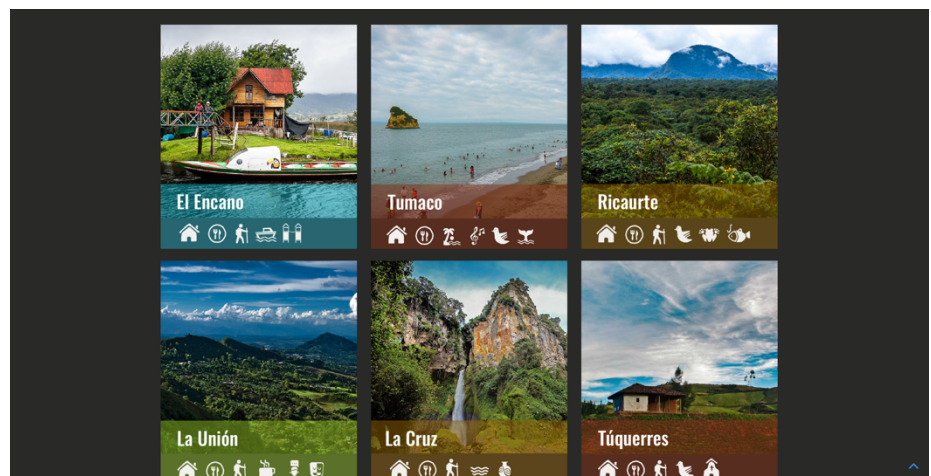 El Encano
Tumaco
Ricaurte
La Unión
La Cruz
Túquerres